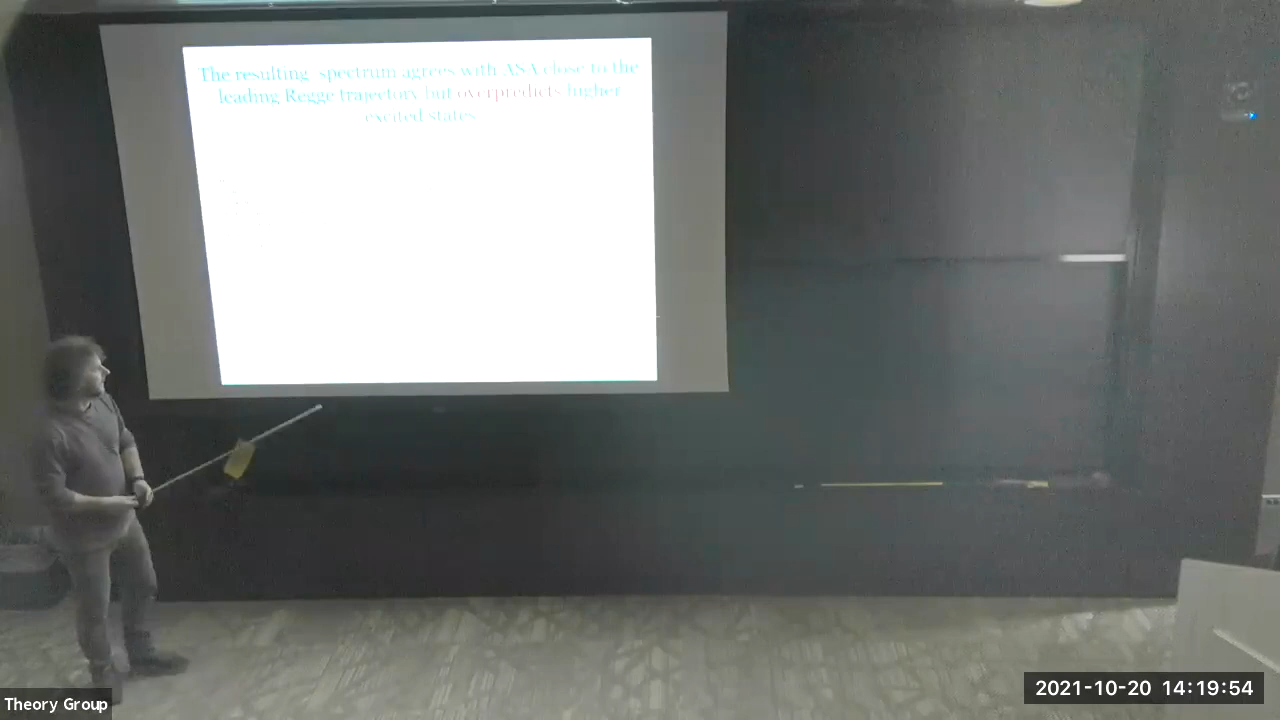 The resulting spectrum agrees with ASA close to the
leading Regge trajectory but overpredicts higher
excited states
Theory Group
2021-10-20 14:19:54